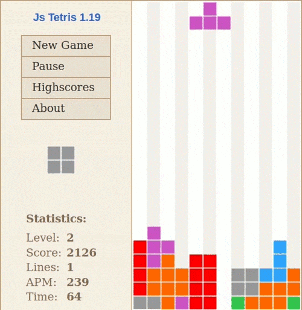 Js Tetris 1.19
New Game
Pause
Highscores
About
Statistics:
Level: 2
Score: 2126
Lines: 1
APM: 239
Time: 64